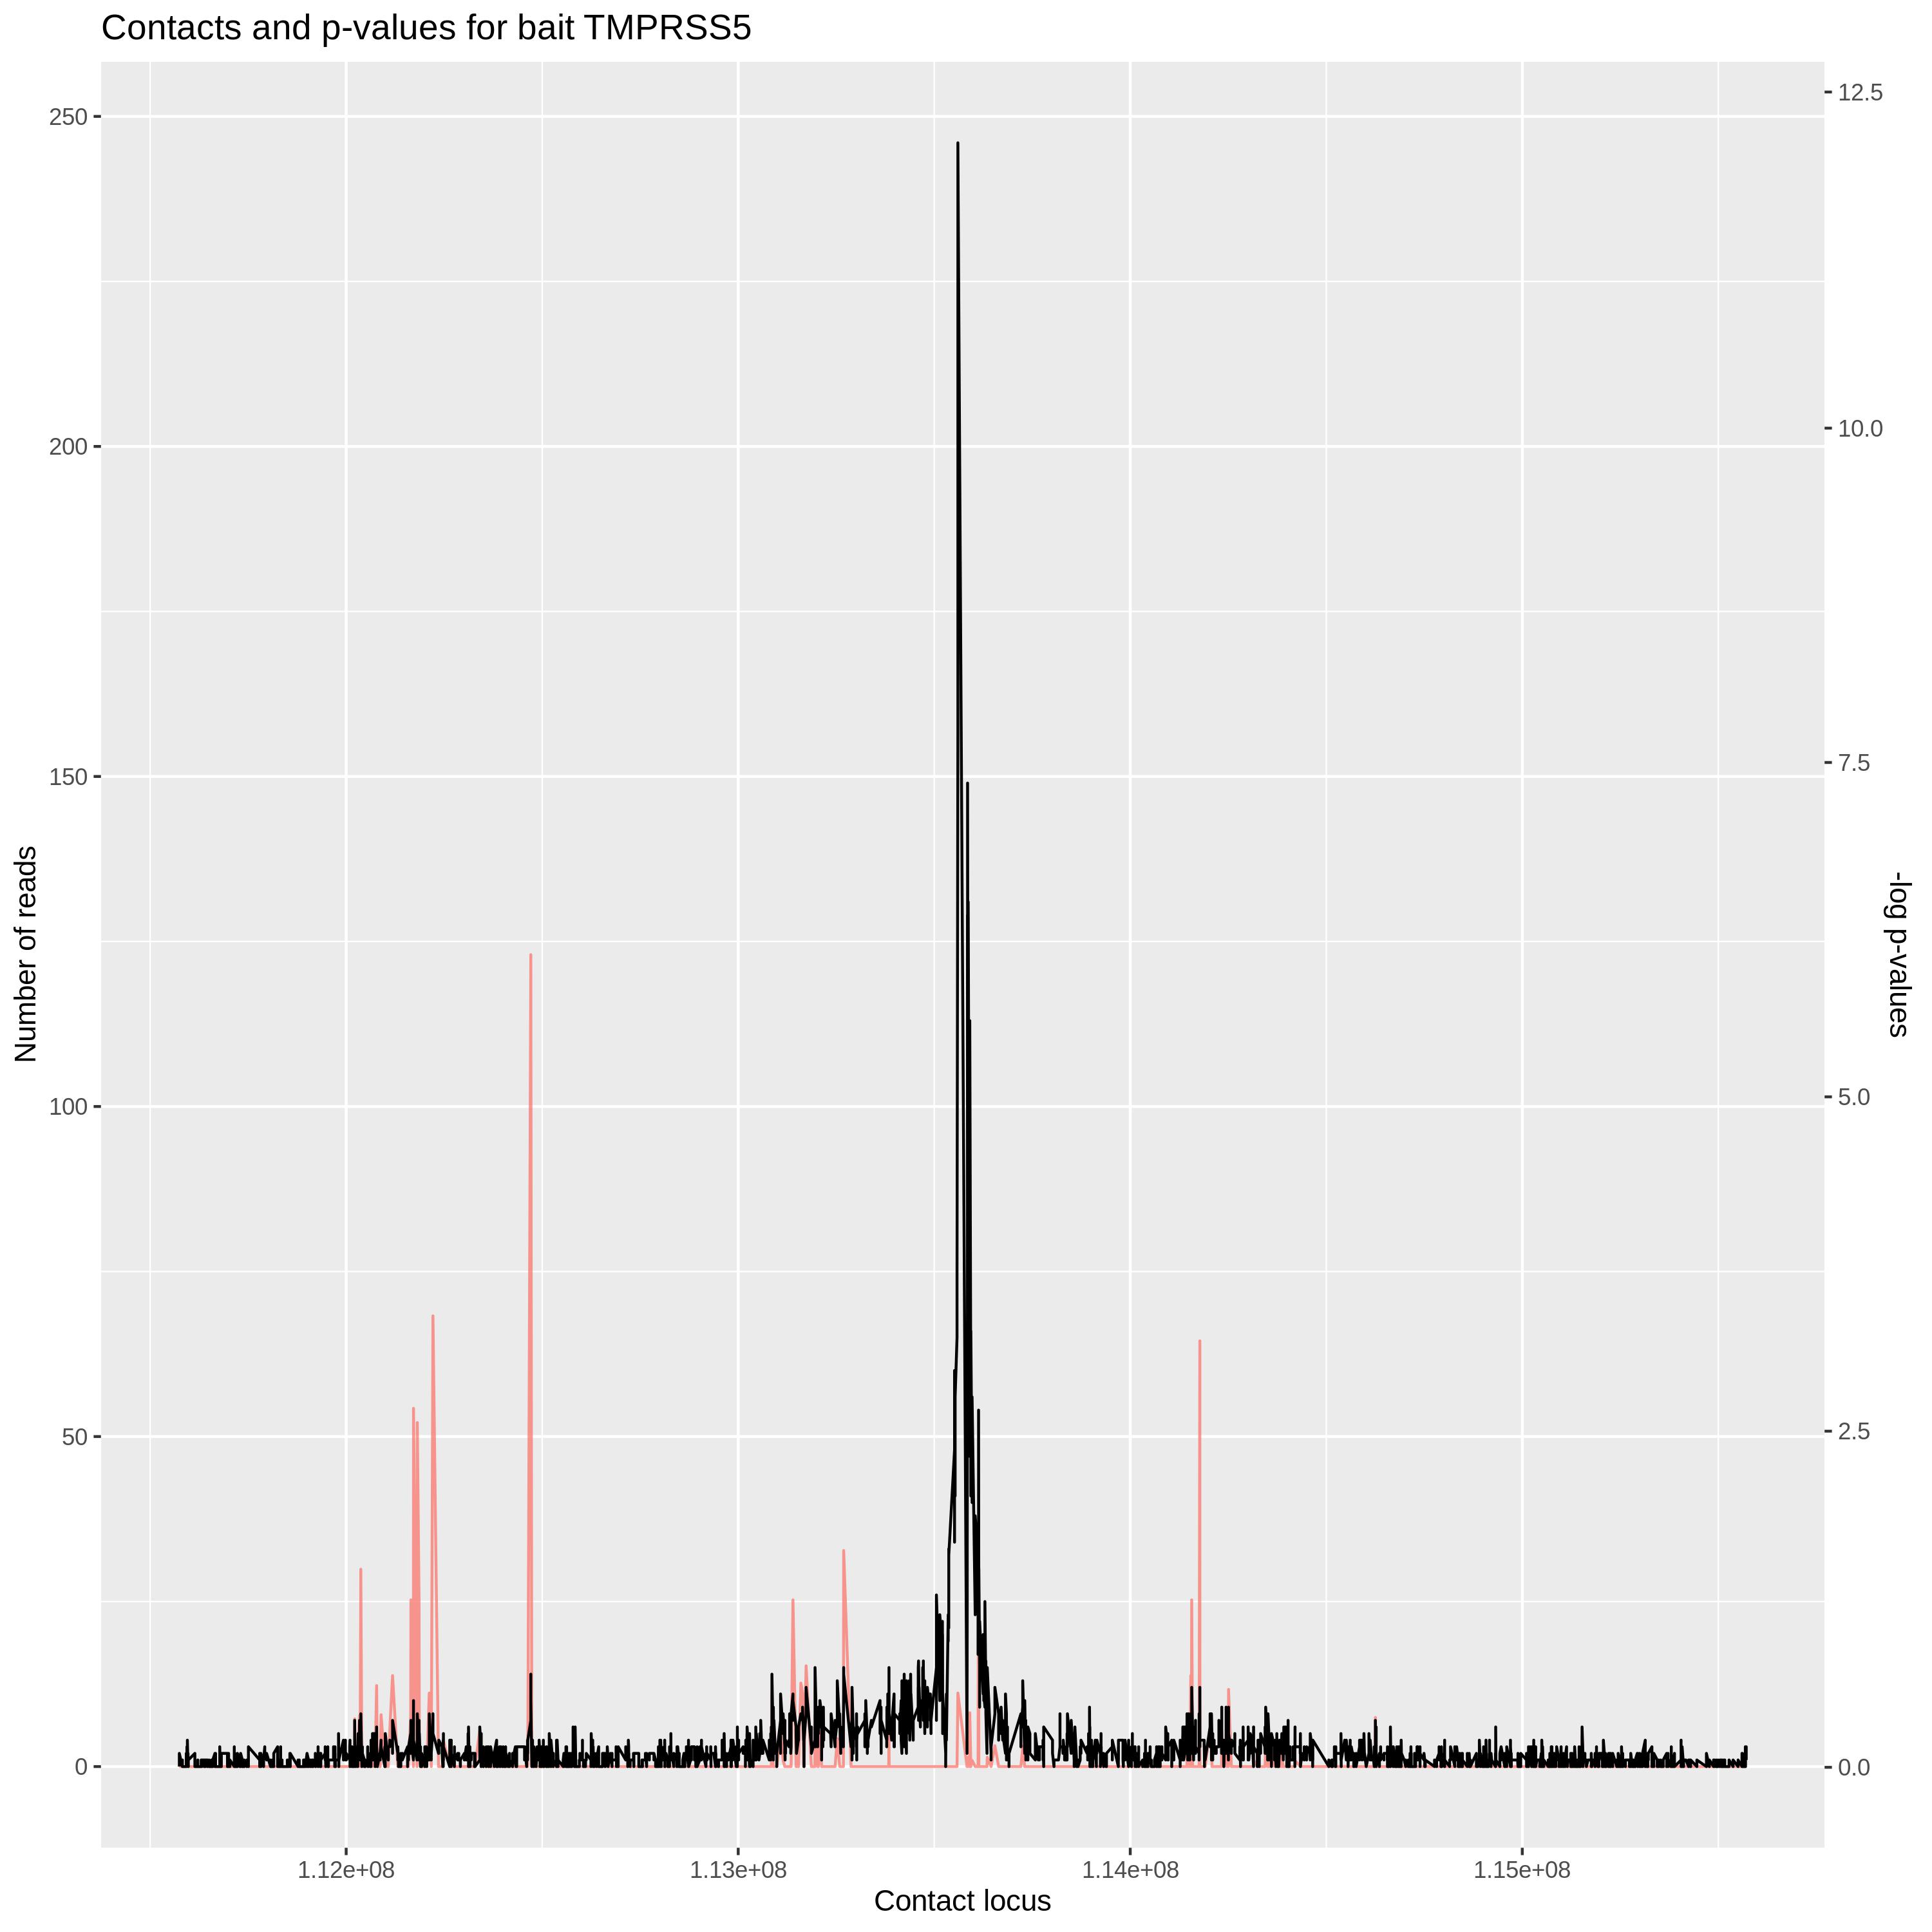 Contacts and p-values for bait TMPRSS5
250
200
150
100
50
0
Number of reads
12.5
10.0
7.5
5.0
2.5
0.0
-log p-values
1.12e+08
1.13e+08
1.14e+08
1.15e+08
Contact locus